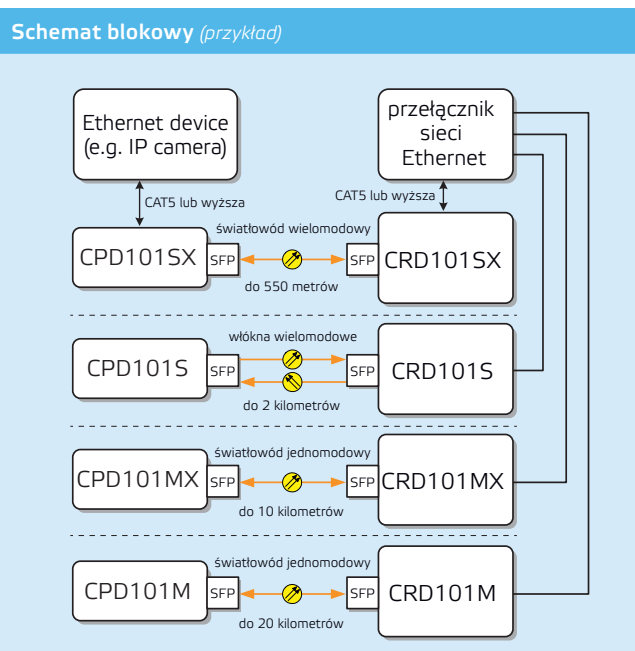 Schemat blokowy (przykład)
Ethernet device
(e.g. IP camera)
przełącznik
sieci
Ethernet
CAT5 lub wyższa
CAT5 lub wyższa
światłowód wielomodowy
CPD101SX
SFP
SFP
CRD101SX
do 550 metrów
włókna wielomodowe
CPD101S
SFP
SFP
CRD101S
do 2 kilometrów
światłowód jednomodowy
CPD101MX
SFP
SFP
CRD101MX
do 10 kilometrów
światłowód jednomodowy
CPD101M
SFP
SFP
CRD101M
do 20 kilometrów